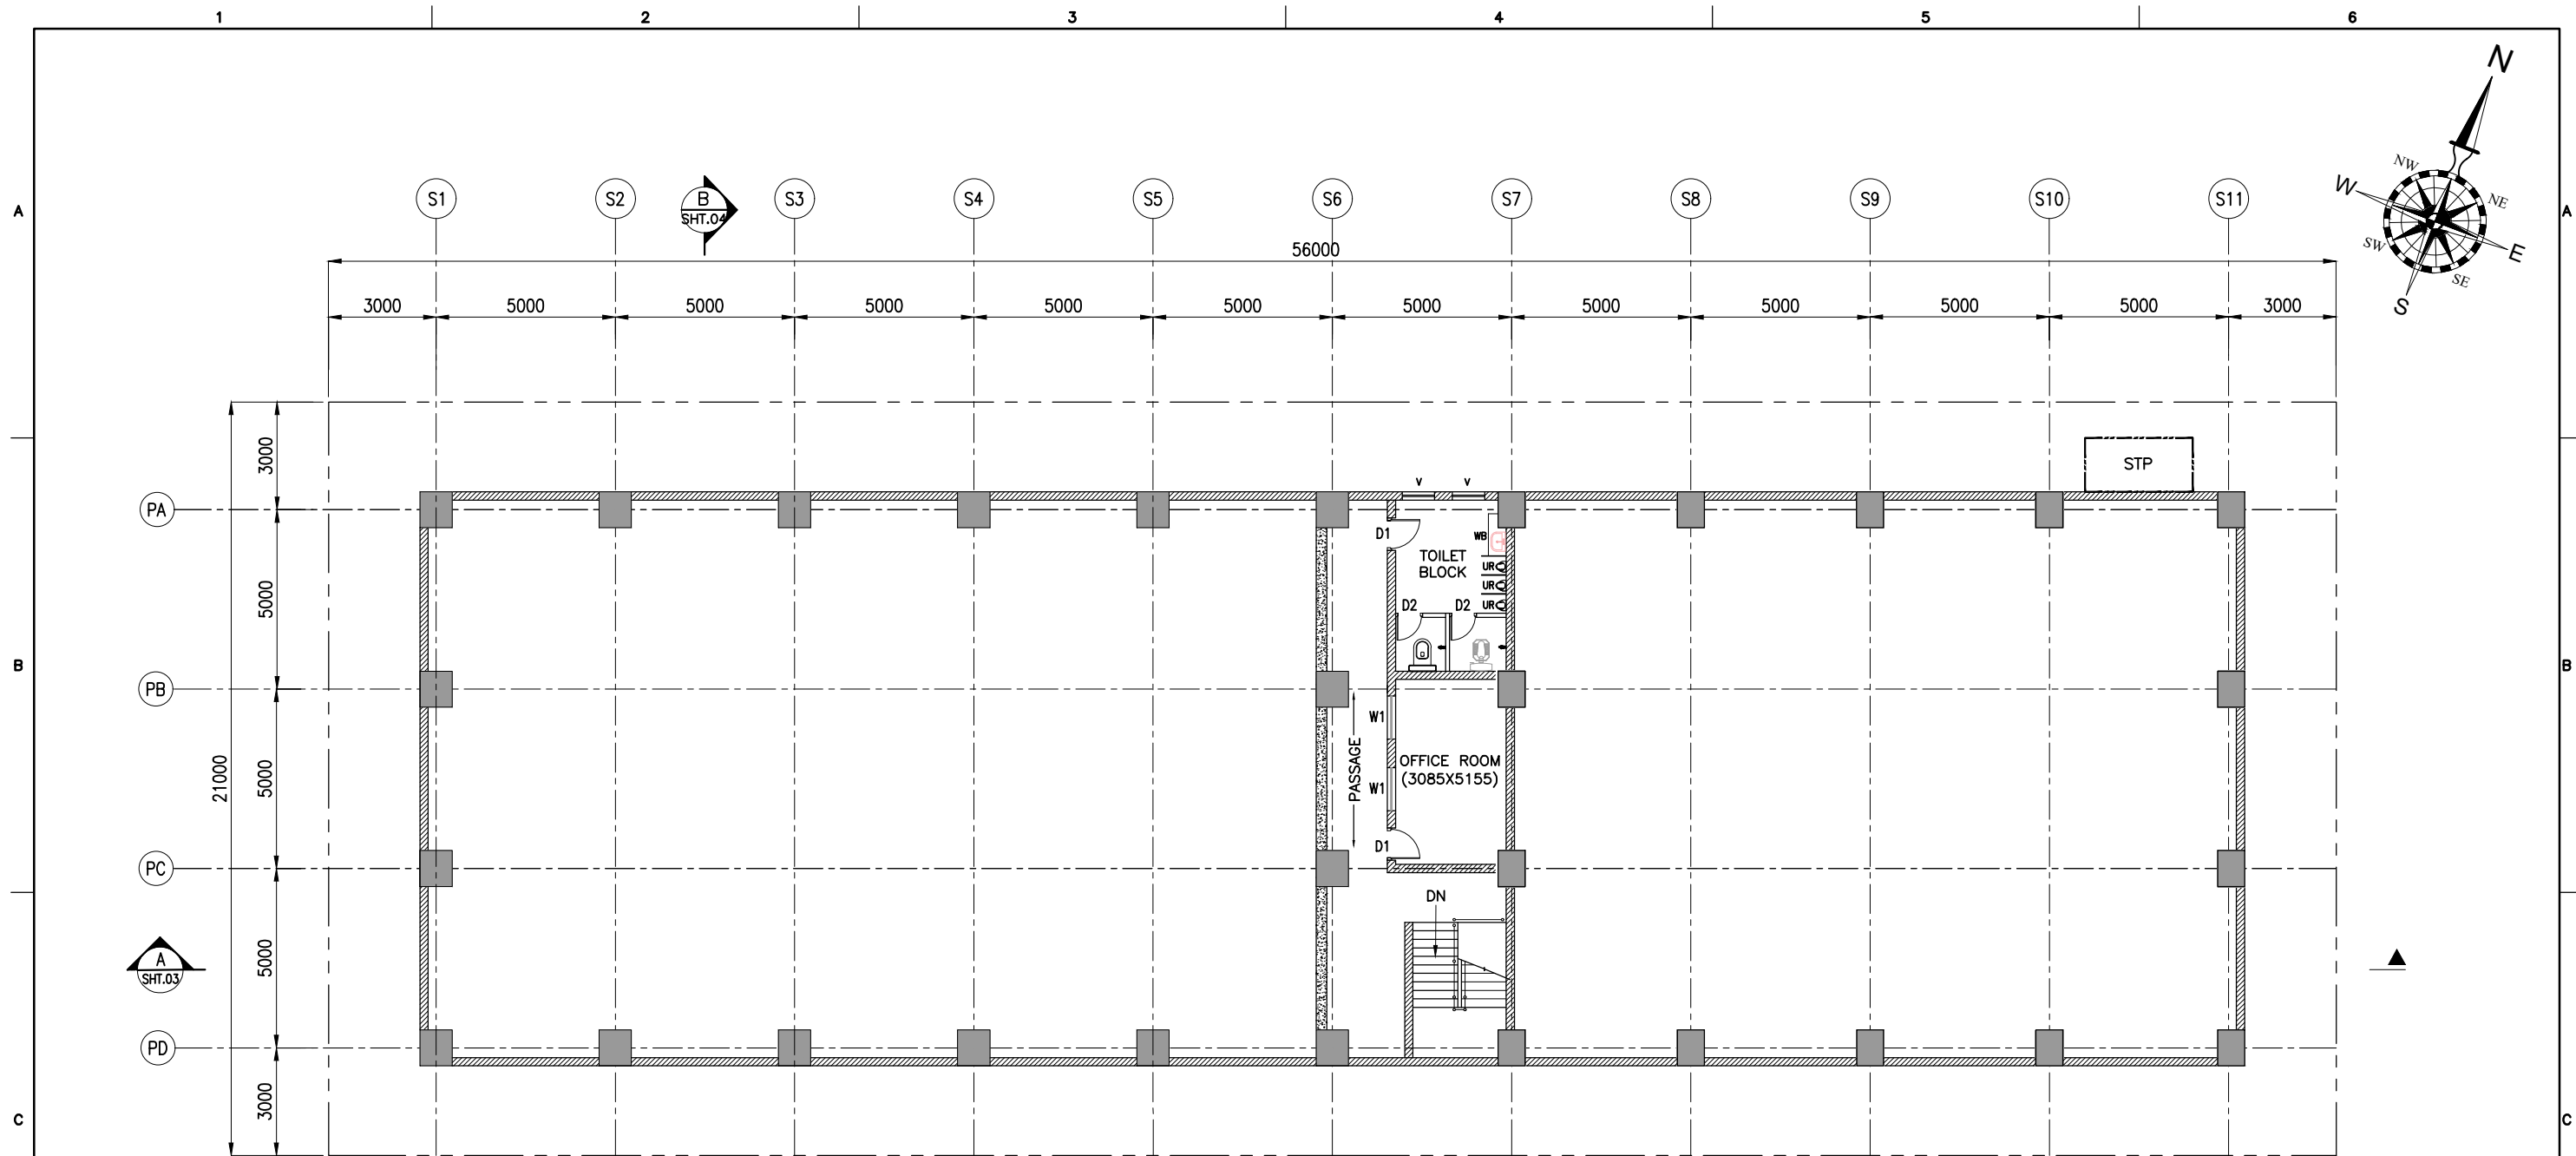 1 2 3 4 5 6
N
NW
W
NE
A S1 S2 B S3 S4 S5 S6 S7 S8 S9 S10 S11 A
SHT.04
SW
E
SE
S
56000
3000 5000 5000 5000 5000 5000 5000 5000 5000 5000 5000 3000
3000
STP
V V
PA
D1
WB
TOILET
BLOCK
UR
UR
UR
5000
D2 D2
B B
PB
W1
PASSAGE
OFFICE ROOM
(3085X5155)
W1
21000
5000
D1
PC
DN
A
SHT.03
5000
PD
3000
C C